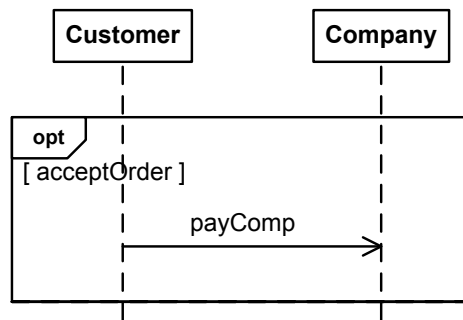 Customer
Company
opt
[ acceptOrder ]
payComp